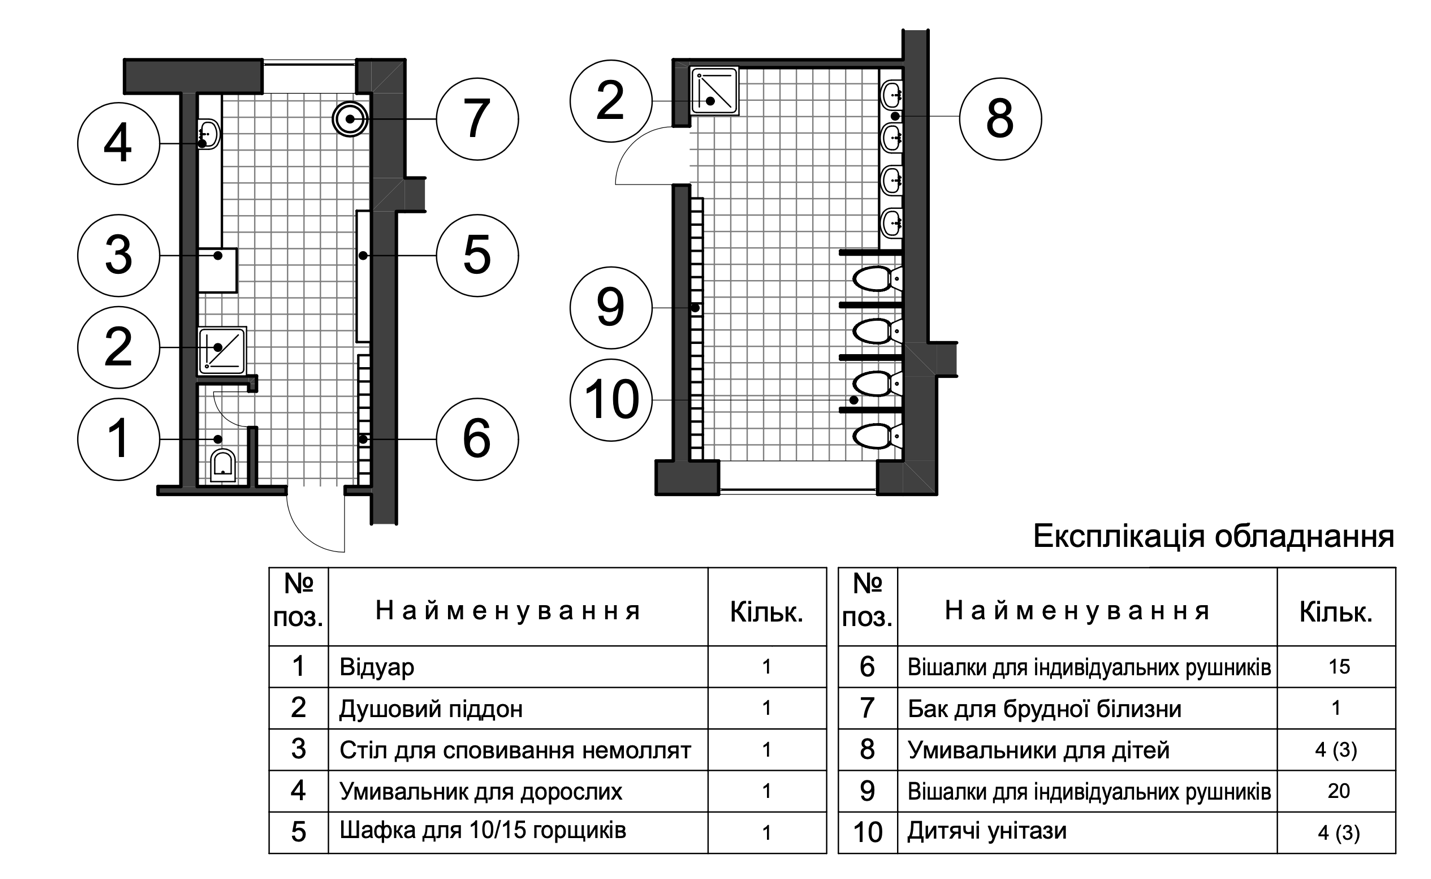 4
7
2
8
3
5
9
2
10
1
6
Експлікація обладнання
№ поз. Найменування Кільк.
1 Відуар 1
2 Душовий піддон 1
3 Стіл для сповивання немоллят 1
4 Умивальник для дорослих 1
5 Шафка для 10/15 горщиків 1
№ поз. Найменування Кільк.
6 Вішалки для індивідуальних рушників 15
7 Бак для брудної білизни 1
8 Умивальники для дітей 4 (3)
9 Вішалки для індивідуальних рушників 20
10 Дитячі унітази 4 (3)